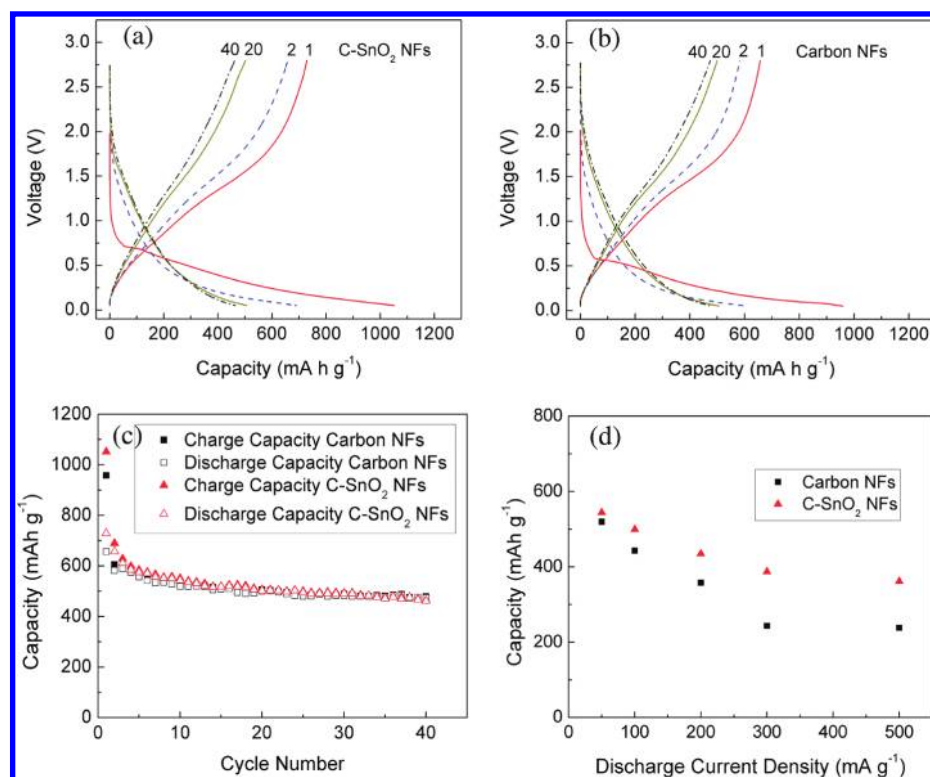 (a)
40 20 2 1 C-SnO₂ NFs
3.0
2.5
2.0
1.5
1.0
0.5
0.0
Voltage (V)
0 200 400 600 800 1000 1200
Capacity (mA h g⁻¹)
(b)
40 20 2 1 Carbon NFs
3.0
2.5
2.0
1.5
1.0
0.5
0.0
Voltage (V)
0 200 400 600 800 1000 1200
Capacity (mA h g⁻¹)
(c)
Charge Capacity Carbon NFs
Discharge Capacity Carbon NFs
Charge Capacity C-SnO₂ NFs
Discharge Capacity C-SnO₂ NFs
1200
1000
800
600
400
200
0
Capacity (mAh g⁻¹)
0 10 20 30 40
Cycle Number
(d)
Carbon NFs
C-SnO₂ NFs
800
600
400
200
0
Capacity (mAh g⁻¹)
0 100 200 300 400 500
Discharge Current Density (mA g⁻¹)